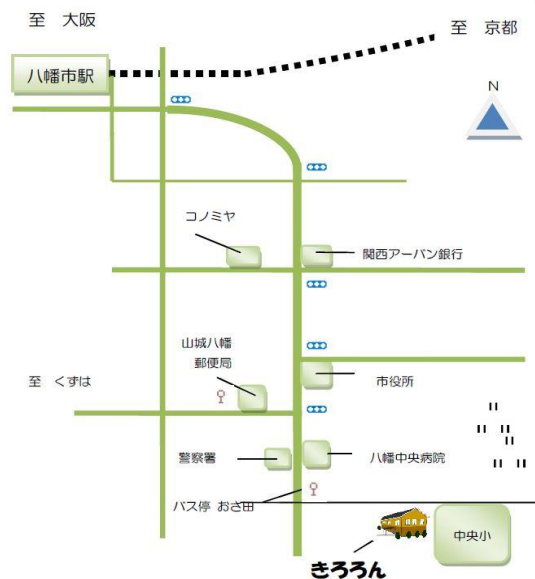 至 大阪
至 京都
八幡市駅
N
コノミヤ
関西アーバン銀行
山城八幡
郵便局
至 くずは
市役所
警察署
八幡中央病院
バス停 おさ田
中央小
きろろん